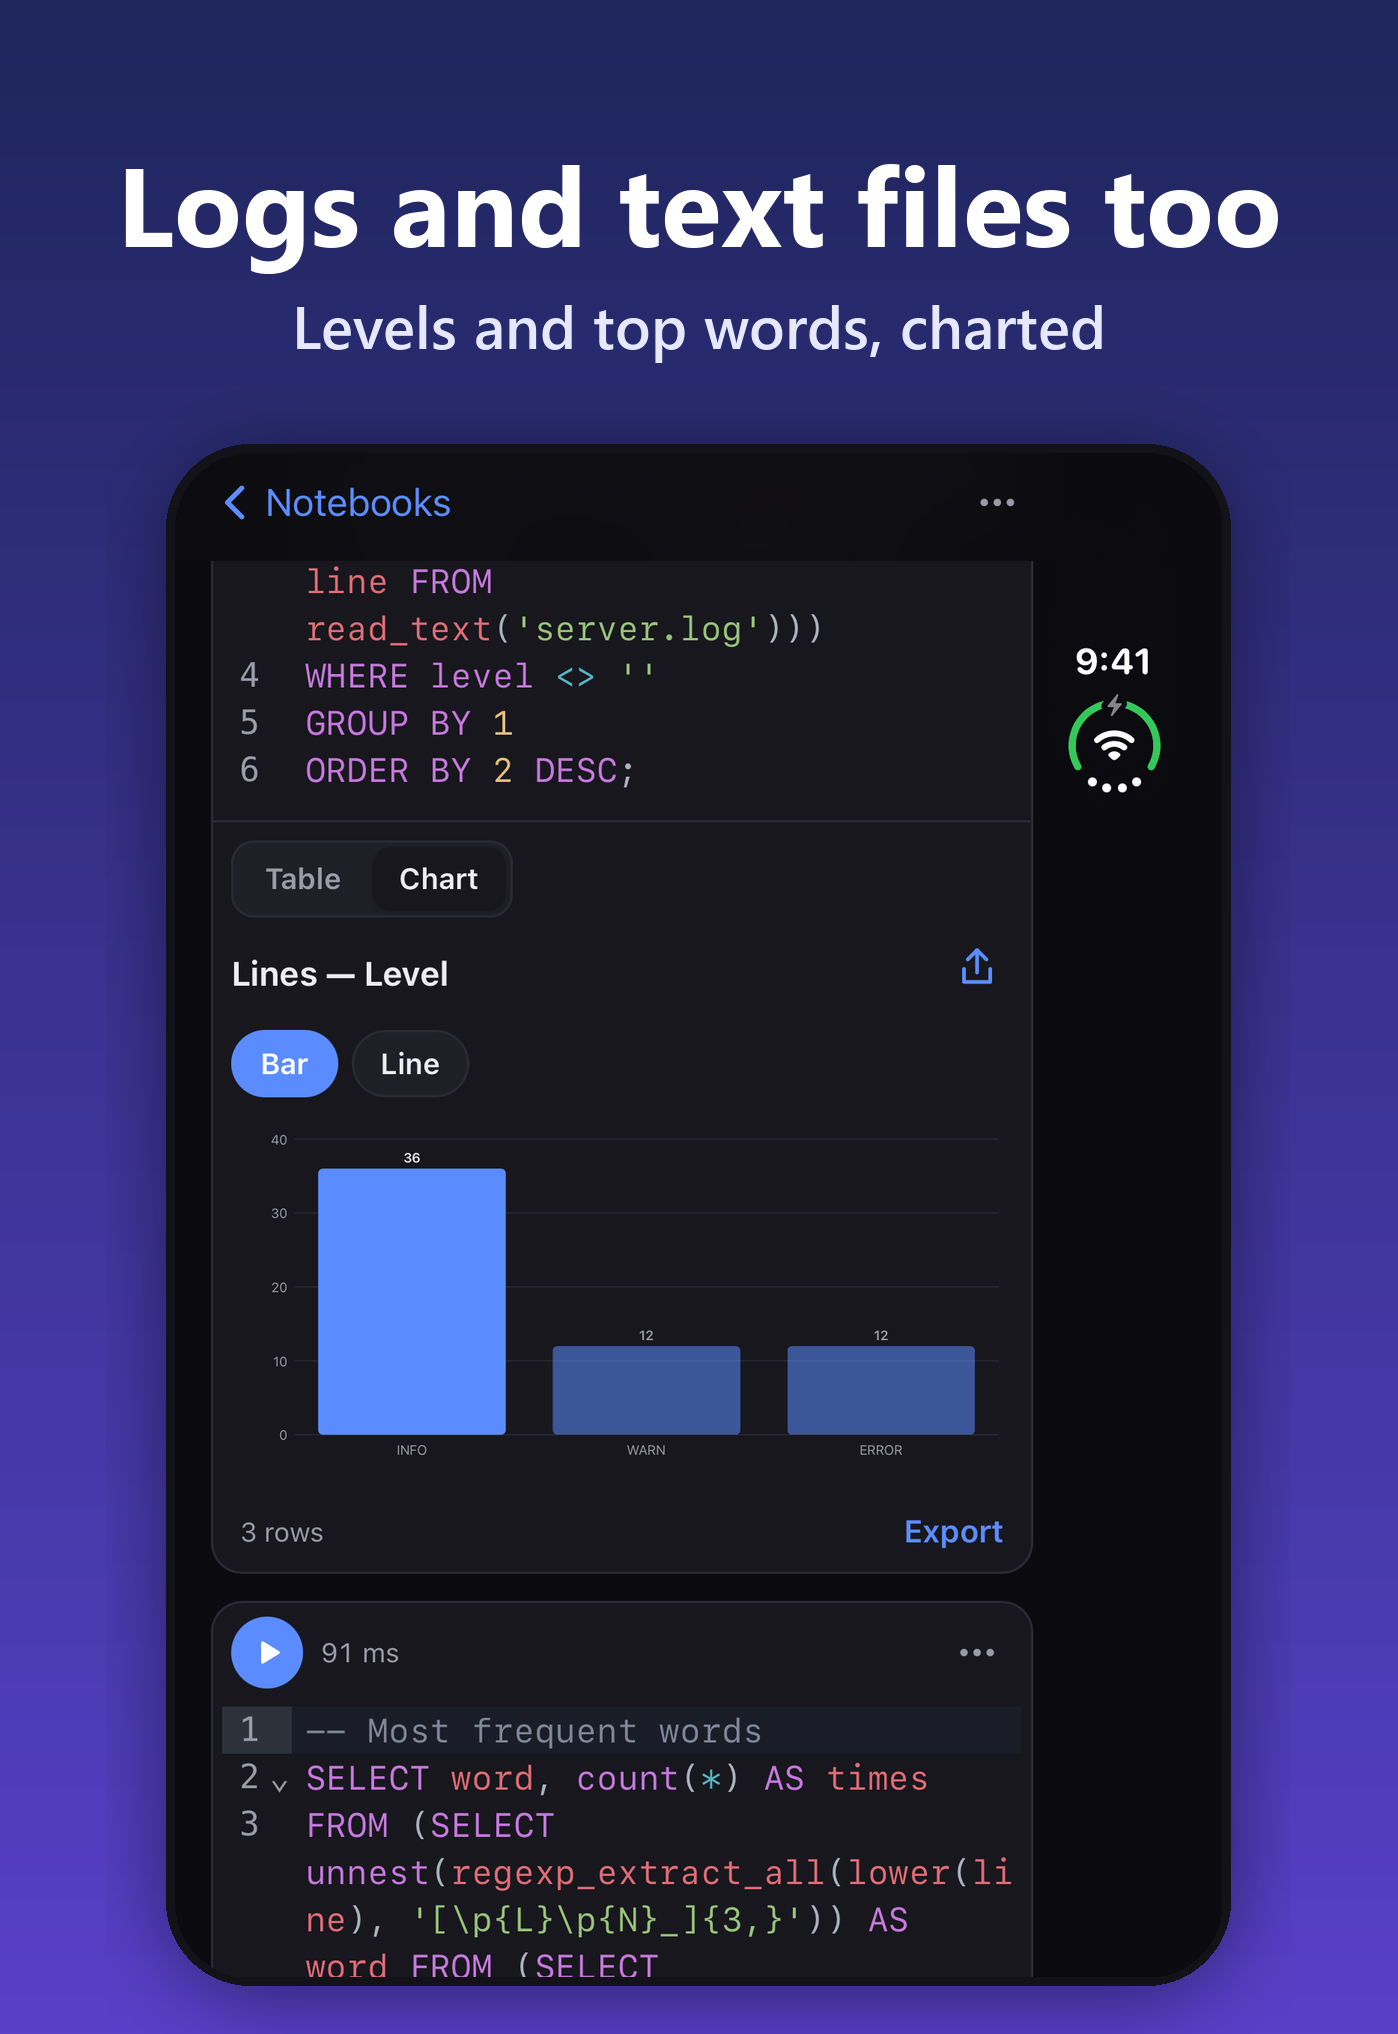 Logs and text files too
Levels and top words, charted
Notebooks
line FROM
read_text('server.log')))
9:41
4 WHERE level <> ''
5 GROUP BY 1
6 ORDER BY 2 DESC;
Table Chart
Lines — Level
Bar Line
40
36
30
20
12 12
10
0
INFO WARN ERROR
3 rows Export
91 ms
1 -- Most frequent words
2 SELECT word, count(*) AS times
3 FROM (SELECT
unnest(regexp_extract_all(lower(li
ne), '[\p{L}\p{N}_]{3,}')) AS
word FROM (SELECT